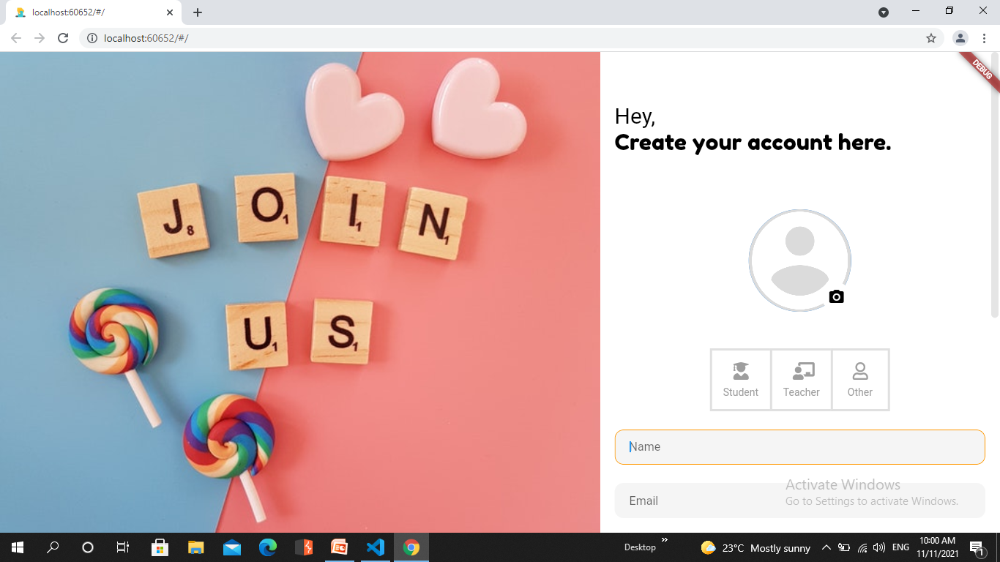 localhost:60652/#/
localhost:60652/#/
DEBUG
J8 O1 I1 N1
U1 S1
Hey,
Create your account here.
Student Teacher Other
Name
Email
Activate Windows
Go to Settings to activate Windows.
Desktop
23°C Mostly sunny
ENG
10:00 AM
11/11/2021
1